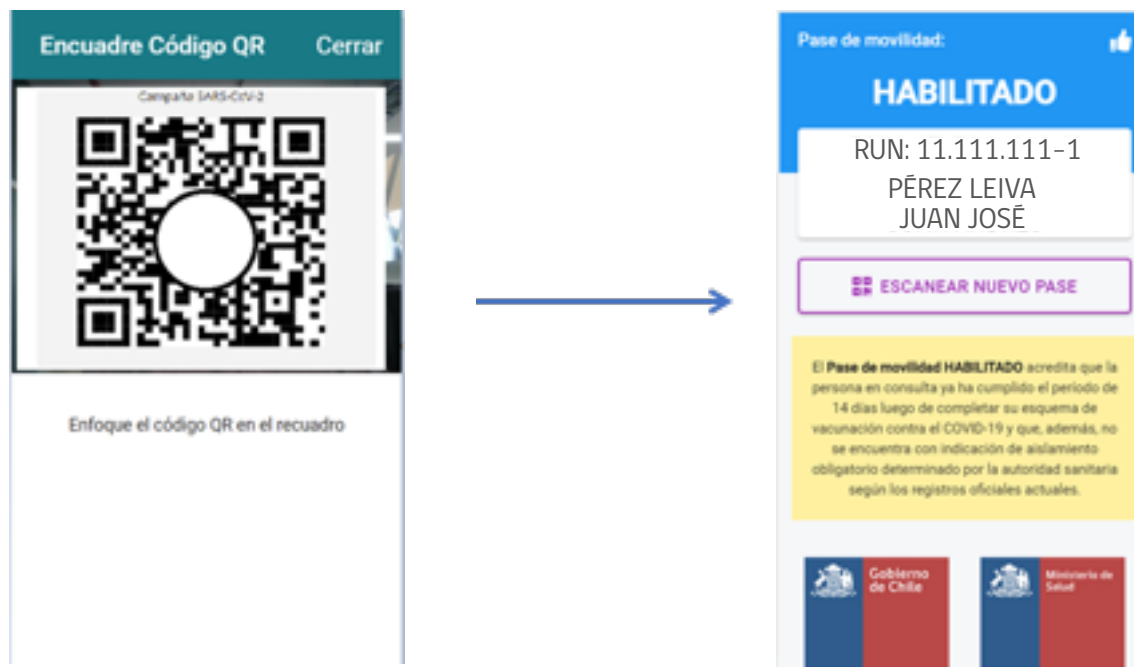 Encuadre Código QR
Cerrar
Campaña SARS-CoV-2
Enfoque el código QR en el recuadro
Pase de movilidad:
HABILITADO
RUN: 11.111.111-1
PÉREZ LEIVA
JUAN JOSÉ
ESCANEAR NUEVO PASE
El Pase de movilidad HABILITADO acredita que la
persona en consulta ya ha cumplido el periodo de
14 días luego de completar su esquema de
vacunación contra el COVID-19 y que, además, no
se encuentra con indicación de aislamiento
obligatorio determinado por la autoridad sanitaria
según los registros oficiales actuales.
Gobierno
de Chile
Ministerio de
Salud